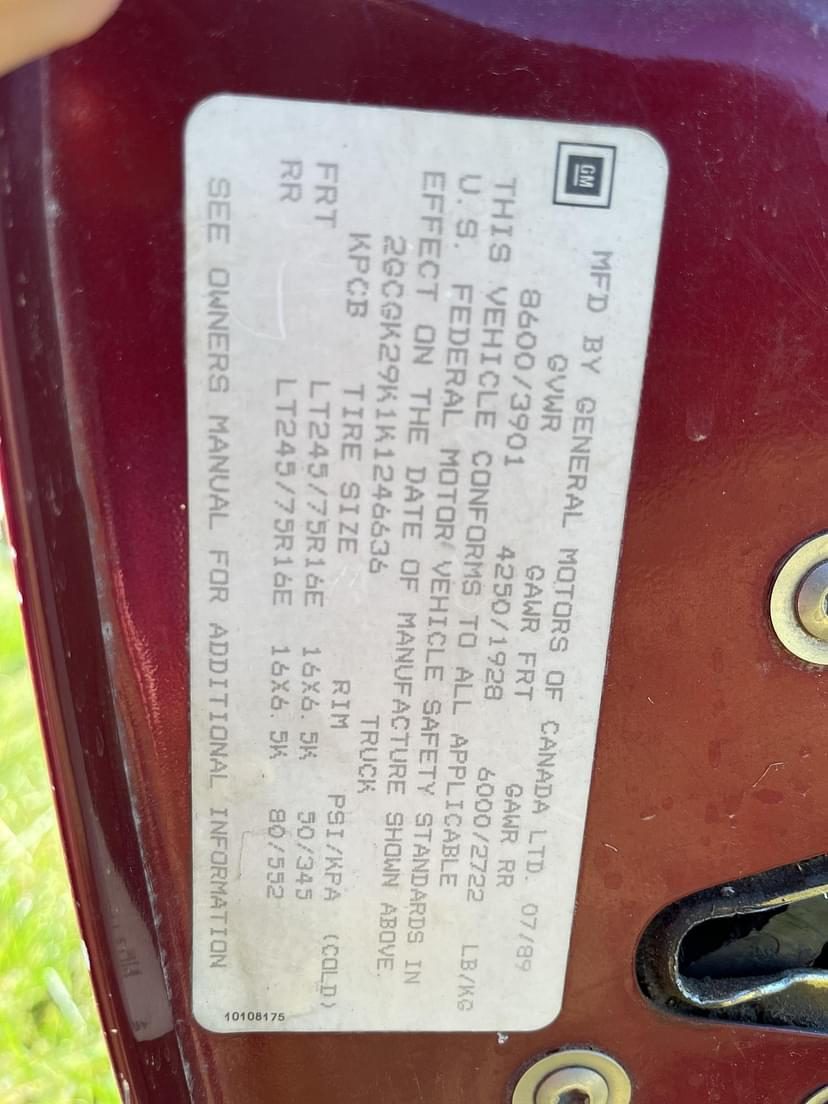 GM
MFD BY GENERAL MOTORS OF CANADA LTD. 07/89
GVWR GAWR FRT GAWR RR
8600/3901 4250/1928 6000/2722 LB/KG
THIS VEHICLE CONFORMS TO ALL APPLICABLE
U.S. FEDERAL MOTOR VEHICLE SAFETY STANDARDS IN
EFFECT ON THE DATE OF MANUFACTURE SHOWN ABOVE.
2GCGK29K1K1246636 TRUCK
KPCB TIRE SIZE RIM PSI/KPA (COLD)
FRT LT245/75R16E 16X6.5K 50/345
RR LT245/75R16E 16X6.5K 80/552
SEE OWNERS MANUAL FOR ADDITIONAL INFORMATION
10108175